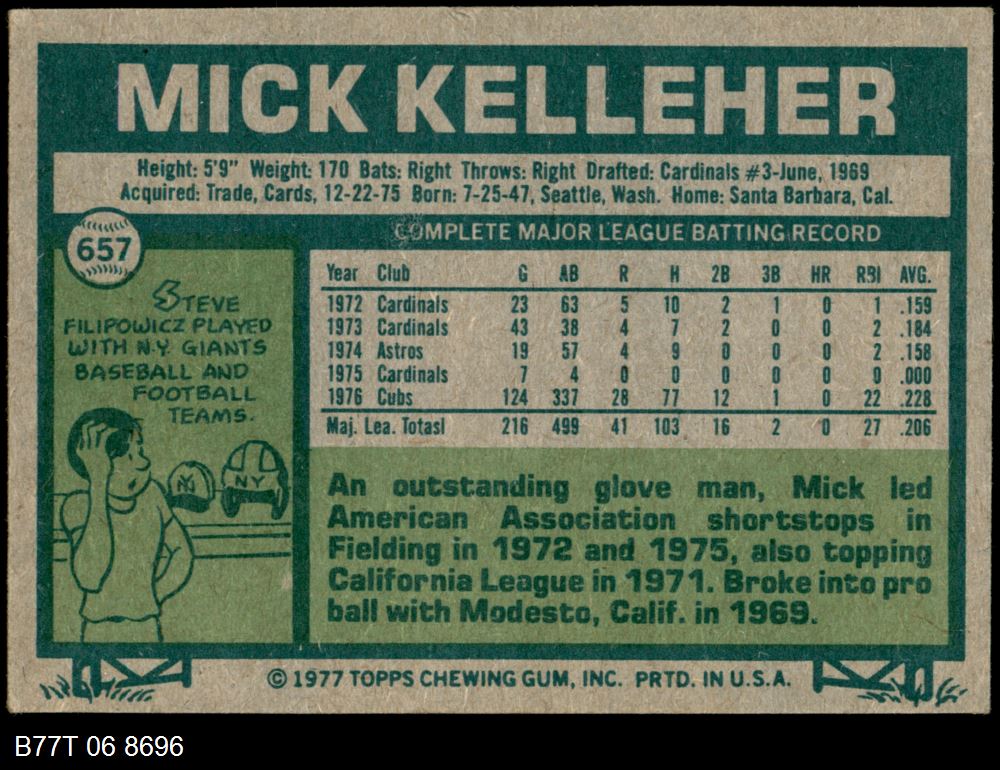 MICK KELLEHER
Height: 5'9" Weight: 170 Bats: Right Throws: Right Drafted: Cardinals #3-June, 1969
Acquired: Trade, Cards, 12-22-75 Born: 7-25-47, Seattle, Wash. Home: Santa Barbara, Cal.
657
STEVE
FILIPOWICZ PLAYED
WITH N.Y. GIANTS
BASEBALL AND
FOOTBALL
TEAMS.
NY
NY
COMPLETE MAJOR LEAGUE BATTING RECORD
Year Club G AB R H 2B 3B HR RBI AVG.
1972 Cardinals 23 63 5 10 2 1 0 1 .159
1973 Cardinals 43 38 4 7 2 0 0 2 .184
1974 Astros 19 57 4 9 0 0 0 2 .158
1975 Cardinals 7 4 0 0 0 0 0 0 .000
1976 Cubs 124 337 28 77 12 1 0 22 .228
Maj. Lea. Totasl 216 499 41 103 16 2 0 27 .206
An outstanding glove man, Mick led
American Association shortstops in
Fielding in 1972 and 1975, also topping
California League in 1971. Broke into pro
ball with Modesto, Calif. in 1969.
© 1977 TOPPS CHEWING GUM, INC. PRTD. IN U.S.A.
B77T 06 8696